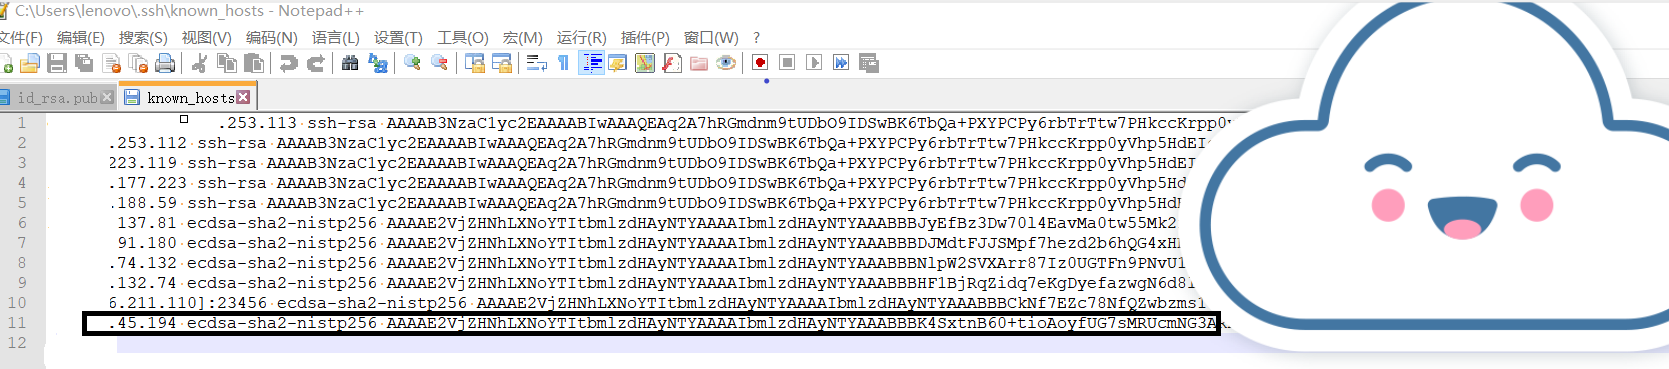 C:\Users\lenovo\.ssh\known_hosts - Notepad++
文件(F) 编辑(E) 搜索(S) 视图(V) 编码(N) 语言(L) 设置(T) 工具(O) 宏(M) 运行(R) 插件(P) 窗口(W) ?
id_rsa.pub known_hosts
1 .253.113 ssh-rsa AAAAB3NzaC1yc2EAAAABIwAAAQEAq2A7hRGmdnm9tUDbO9IDSwBK6TbQa+PXYPCPy6rbTrTtw7PHkccKrpp0y
2 .253.112 ssh-rsa AAAAB3NzaC1yc2EAAAABIwAAAQEAq2A7hRGmdnm9tUDbO9IDSwBK6TbQa+PXYPCPy6rbTrTtw7PHkccKrpp0yVhp5HdEI
3 223.119 ssh-rsa AAAAB3NzaC1yc2EAAAABIwAAAQEAq2A7hRGmdnm9tUDbO9IDSwBK6TbQa+PXYPCPy6rbTrTtw7PHkccKrpp0yVhp5HdEI
4 .177.223 ssh-rsa AAAAB3NzaC1yc2EAAAABIwAAAQEAq2A7hRGmdnm9tUDbO9IDSwBK6TbQa+PXYPCPy6rbTrTtw7PHkccKrpp0yVhp5Hd
5 .188.59 ssh-rsa AAAAB3NzaC1yc2EAAAABIwAAAQEAq2A7hRGmdnm9tUDbO9IDSwBK6TbQa+PXYPCPy6rbTrTtw7PHkccKrpp0yVhp5Hd
6 137.81 ecdsa-sha2-nistp256 AAAAE2VjZHNhLXNoYTItbmlzdHAyNTYAAAAIbmlzdHAyNTYAAABBBJyEfBz3Dw70l4EavMa0tw55Mk2
7 91.180 ecdsa-sha2-nistp256 AAAAE2VjZHNhLXNoYTItbmlzdHAyNTYAAAAIbmlzdHAyNTYAAABBBDJMdtFJJSMpf7hezd2b6hQG4xH
8 .74.132 ecdsa-sha2-nistp256 AAAAE2VjZHNhLXNoYTItbmlzdHAyNTYAAAAIbmlzdHAyNTYAAABBBNlpW2SVXArr87Iz0UGTFn9PNvU1
9 .132.74 ecdsa-sha2-nistp256 AAAAE2VjZHNhLXNoYTItbmlzdHAyNTYAAAAIbmlzdHAyNTYAAABBBHF1BjRqZidq7eKgDyefazwgN6d8
10 6.211.110]:23456 ecdsa-sha2-nistp256 AAAAE2VjZHNhLXNoYTItbmlzdHAyNTYAAAAIbmlzdHAyNTYAAABBBCkNf7EZc78NfQZwbzms
11 .45.194 ecdsa-sha2-nistp256 AAAAE2VjZHNhLXNoYTItbmlzdHAyNTYAAAAIbmlzdHAyNTYAAABBBK4SxtnB60+tioAoyfUG7sMRUcmNG3A
12